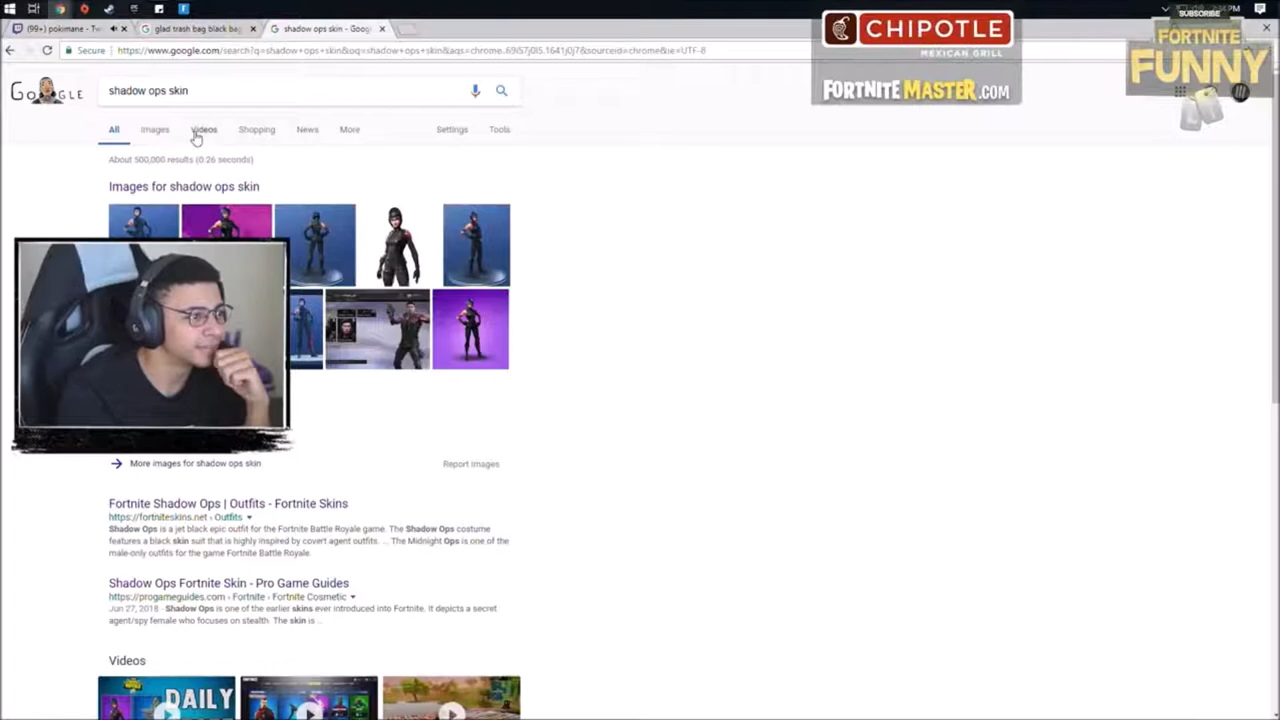 (99+) pokimane - Tw
glad trash bag black bag
shadow ops skin - Goog
Secure
https://www.google.com/search?q=shadow+ops+skin&oq=shadow+ops+skin&aqs=chrome..69i57j0l5.1641j0j7&sourceid=chrome&ie=UTF-8
CHIPOTLE
MEXICAN GRILL
FORTNITEMASTER.COM
SUBSCRIBE
FORTNITE
FUNNY
GOOGLE
shadow ops skin
All Images Videos Shopping News More Settings Tools
About 500,000 results (0.26 seconds)
Images for shadow ops skin
More images for shadow ops skin
Report images
Fortnite Shadow Ops | Outfits - Fortnite Skins
https://fortniteskins.net › Outfits
Shadow Ops is a jet black epic outfit for the Fortnite Battle Royale game. The Shadow Ops costume
features a black skin suit that is highly inspired by covert agent outfits. ... The Midnight Ops is one of the
male-only outfits for the game Fortnite Battle Royale.
Shadow Ops Fortnite Skin - Pro Game Guides
https://progameguides.com › Fortnite › Fortnite Cosmetic
Jun 27, 2018 - Shadow Ops is one of the earlier skins ever introduced into Fortnite. It depicts a secret
agent/spy female who focuses on stealth. The skin is ...
Videos
DAILY